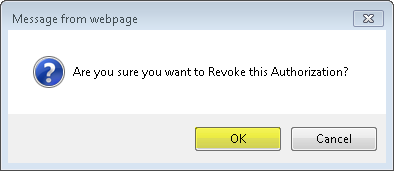 Message from webpage
Are you sure you want to Revoke this Authorization?
OK
Cancel